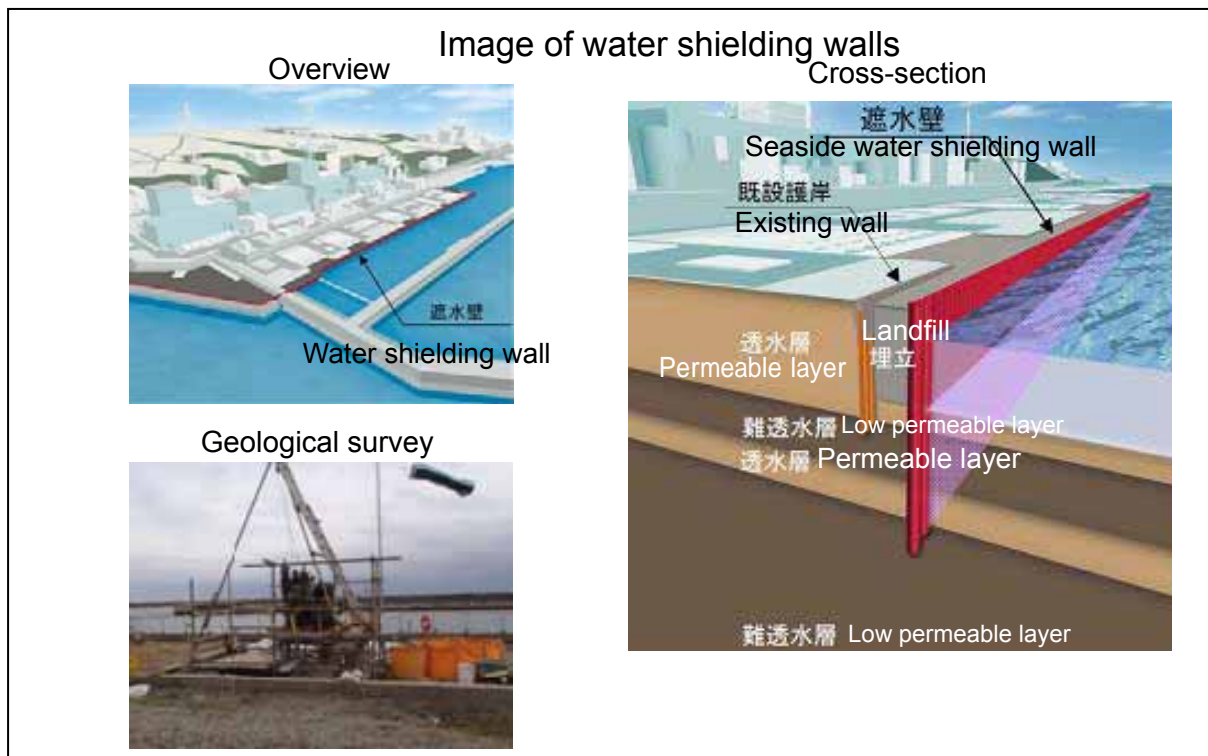 Image of water shielding walls
Overview
遮水壁
Water shielding wall
Geological survey
Cross-section
遮水壁
Seaside water shielding wall
既設護岸
Existing wall
透水層
Permeable layer
Landfill
埋立
難透水層 Low permeable layer
透水層 Permeable layer
難透水層 Low permeable layer